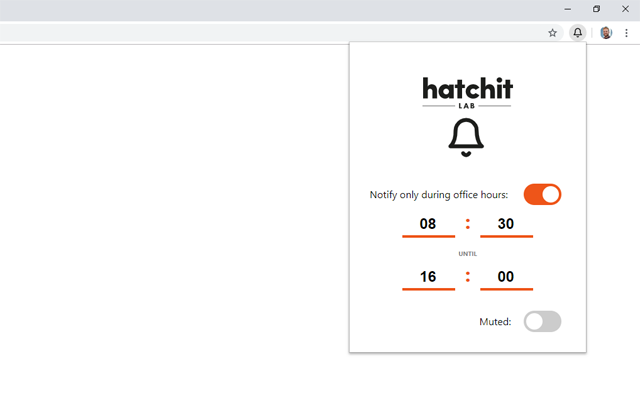 hatchit
LAB
Notify only during office hours:
08 : 30
UNTIL
16 : 00
Muted: